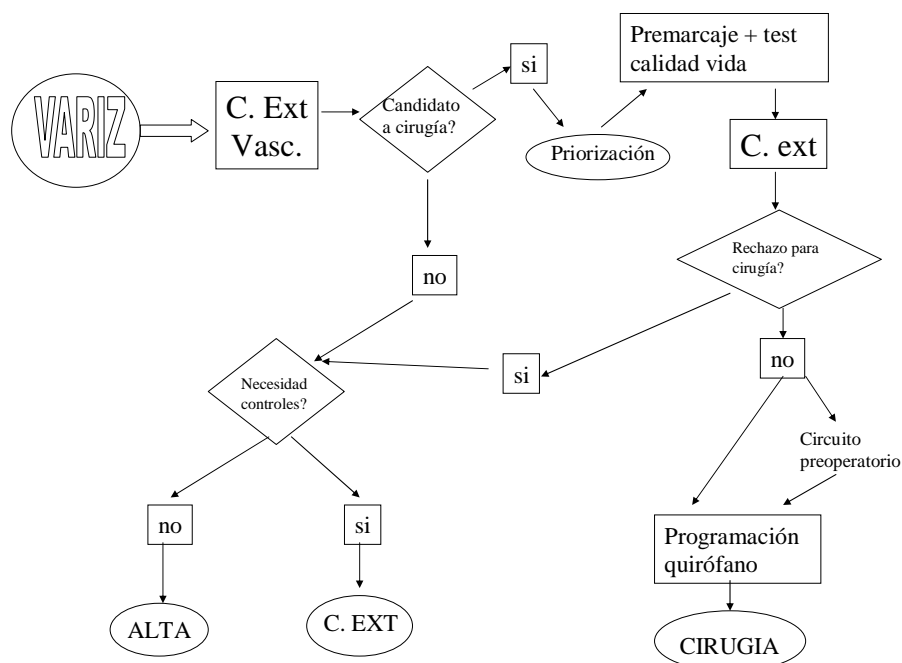 VARIZ
C. Ext
Vasc.
Candidato
a cirugía?
si
Priorización
Premarcaje + test
calidad vida
C. ext
Rechazo para
cirugía?
no
si
no
Necesidad
controles?
Circuito
preoperatorio
no
si
Programación
quirófano
ALTA
C. EXT
CIRUGIA